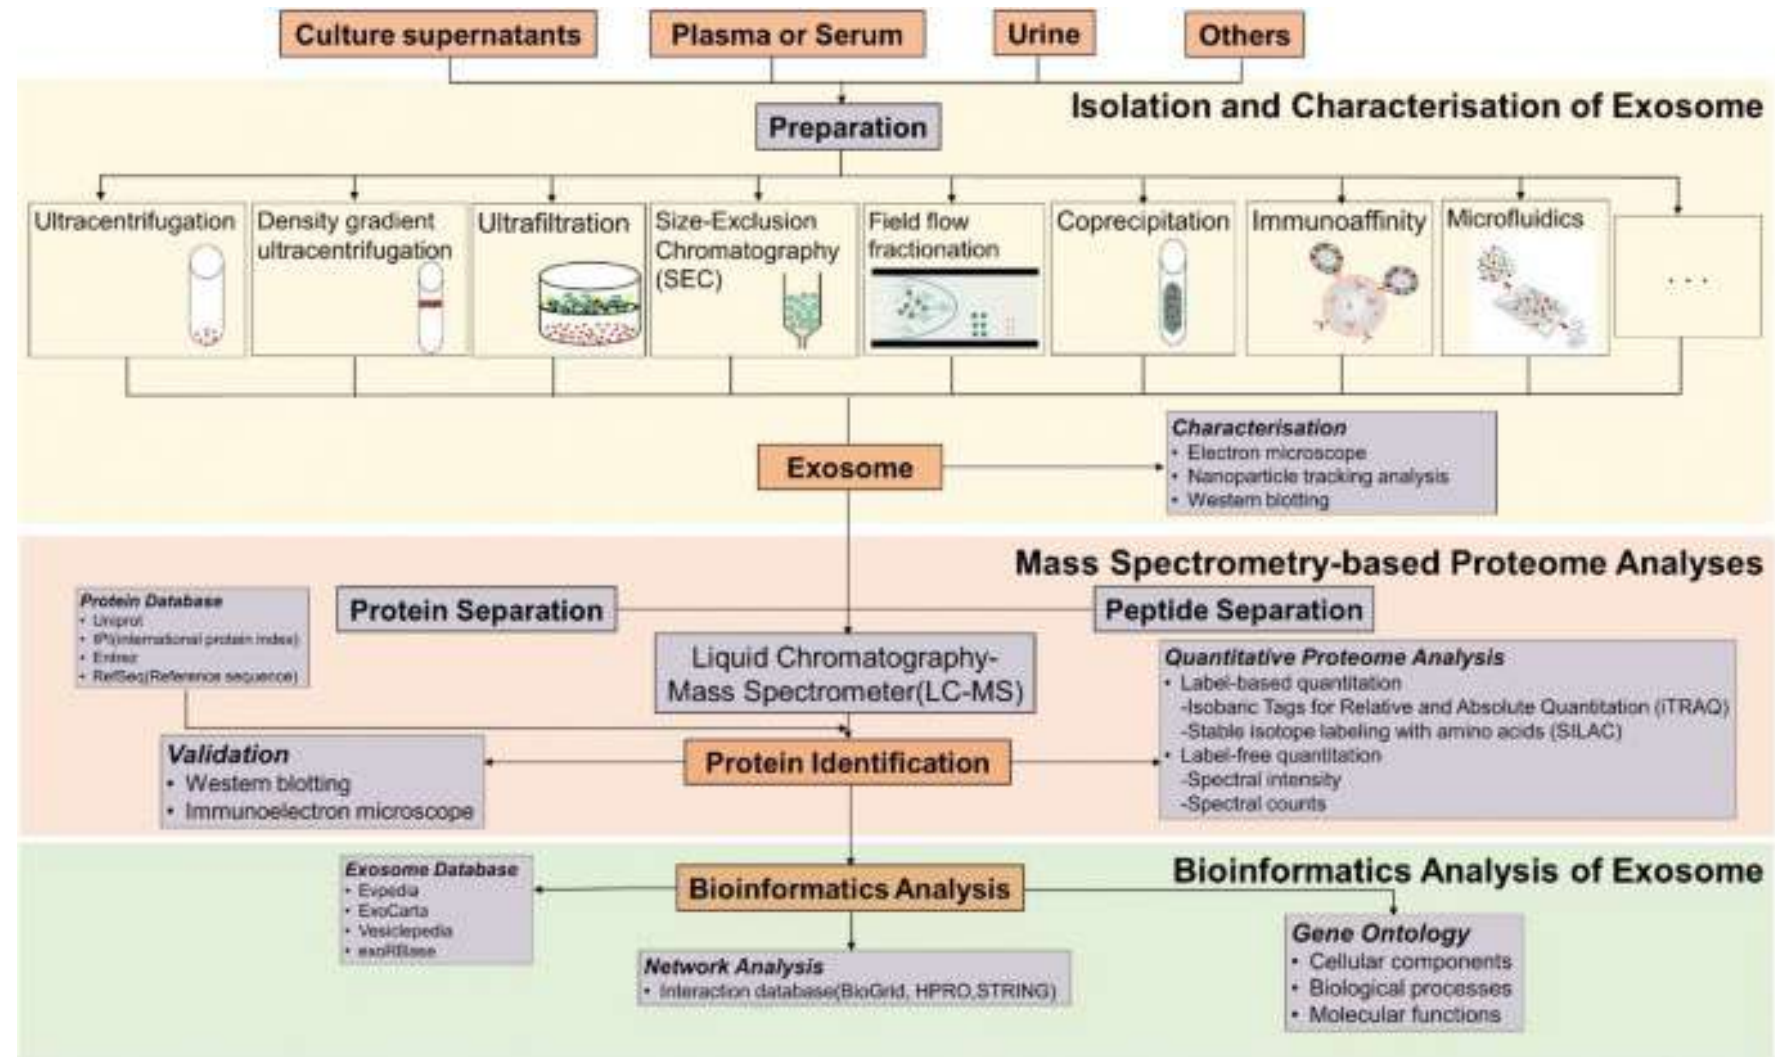 Culture supernatants
Plasma or Serum
Urine
Others
Isolation and Characterisation of Exosome
Preparation
Ultracentrifugation
Density gradient
ultracentrifugation
Ultrafiltration
Size-Exclusion
Chromatography
(SEC)
Field flow
fractionation
Coprecipitation
Immunoaffinity
Microfluidics
. . .
Exosome
Characterisation
• Electron microscope
• Nanoparticle tracking analysis
• Western blotting
Mass Spectrometry-based Proteome Analyses
Protein Database
• Uniprot
• IPI(international protein index)
• Entrez
• RefSeq(Reference sequence)
Protein Separation
Peptide Separation
Liquid Chromatography-
Mass Spectrometer(LC-MS)
Quantitative Proteome Analysis
• Label-based quantitation
-Isobaric Tags for Relative and Absolute Quantitation (iTRAQ)
-Stable isotope labeling with amino acids (SILAC)
• Label-free quantitation
-Spectral intensity
-Spectral counts
Validation
• Western blotting
• Immunoelectron microscope
Protein Identification
Bioinformatics Analysis of Exosome
Exosome Database
• Evpedia
• ExoCarta
• Vesiclepedia
• exoRBase
Bioinformatics Analysis
Network Analysis
• Interaction database(BioGrid, HPRO,STRING)
Gene Ontology
• Cellular components
• Biological processes
• Molecular functions